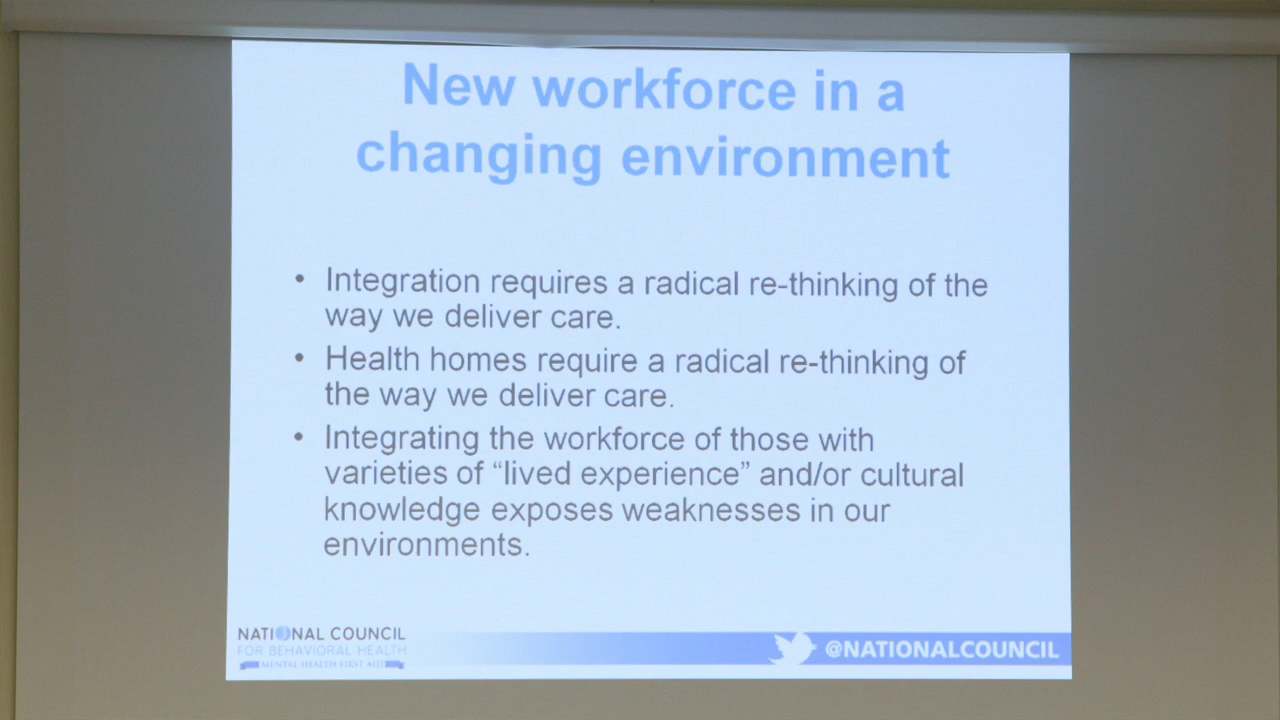 New workforce in a
changing environment
• Integration requires a radical re-thinking of the
way we deliver care.
• Health homes require a radical re-thinking of
the way we deliver care.
• Integrating the workforce of those with
varieties of “lived experience” and/or cultural
knowledge exposes weaknesses in our
environments.
NATIONAL COUNCIL
FOR BEHAVIORAL HEALTH
MENTAL HEALTH FIRST AID
@NATIONALCOUNCIL